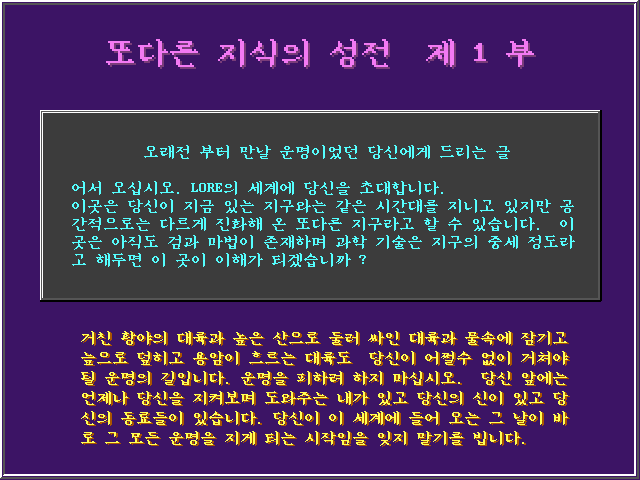 또다른 지식의 성전 제 1 부
오래전 부터 만날 운명이었던 당신에게 드리는 글
어서 오십시오. LORE의 세계에 당신을 초대합니다.
이곳은 당신이 지금 있는 지구와는 같은 시간대를 지니고 있지만 공
간적으로는 다르게 진화해 온 또다른 지구라고 할 수 있습니다. 이
곳은 아직도 검과 마법이 존재하며 과학 기술은 지구의 중세 정도라
고 해두면 이 곳이 이해가 되겠습니까 ?
거친 황야의 대륙과 높은 산으로 둘러 싸인 대륙과 물속에 잠기고
늪으로 덮히고 용암이 흐르는 대륙도 당신이 어쩔수 없이 거쳐야
될 운명의 길입니다. 운명을 피하려 하지 마십시오. 당신 앞에는
언제나 당신을 지켜보며 도와주는 내가 있고 당신의 신이 있고 당
신의 동료들이 있습니다. 당신이 이 세계에 들어 오는 그 날이 바
로 그 모든 운명을 지게 되는 시작임을 잊지 말기를 빕니다.